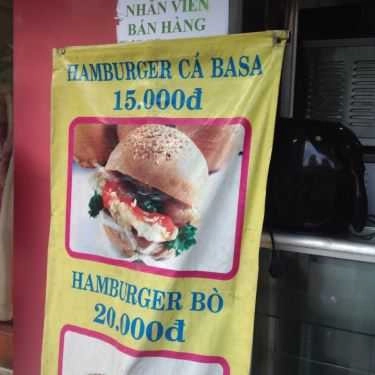 NHÂN VIÊN
BÁN HÀNG
HAMBURGER CÁ BASA
15.000đ
HAMBURGER BÒ
20.000đ